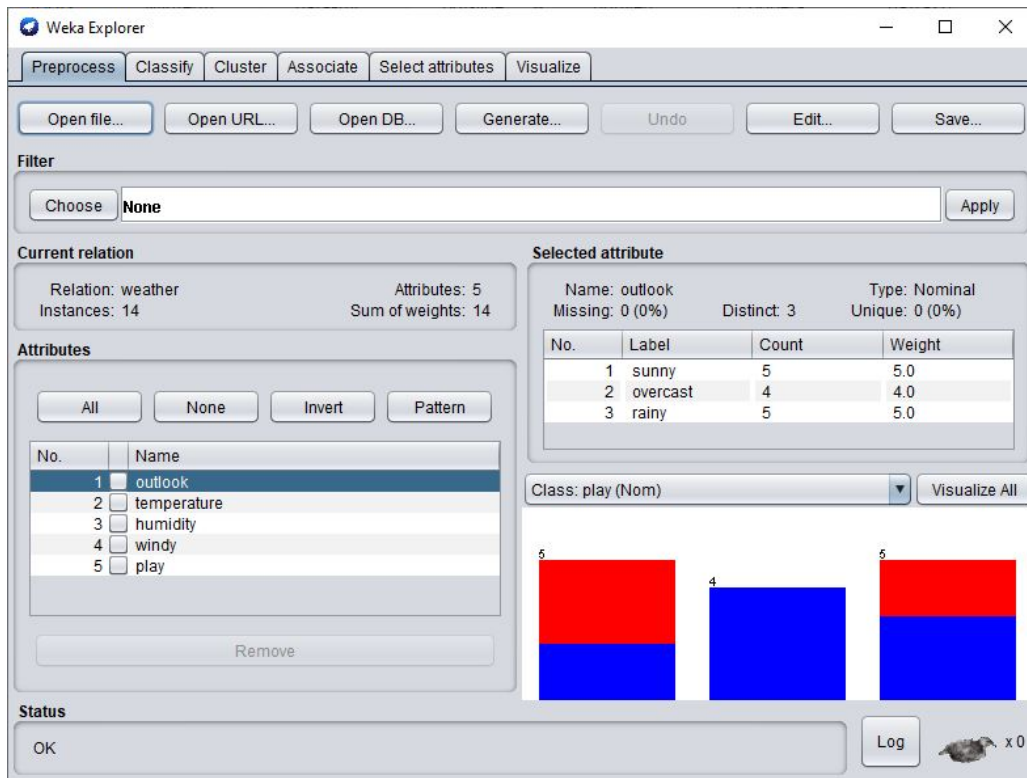 Weka Explorer
Preprocess Classify Cluster Associate Select attributes Visualize
Open file... Open URL... Open DB... Generate... Undo Edit... Save...
Filter
Choose None Apply
Current relation
Relation: weather Attributes: 5
Instances: 14 Sum of weights: 14
Attributes
All None Invert Pattern
No. Name
1 outlook
2 temperature
3 humidity
4 windy
5 play
Remove
Selected attribute
Name: outlook Type: Nominal
Missing: 0 (0%) Distinct: 3 Unique: 0 (0%)
No. Label Count Weight
1 sunny 5 5.0
2 overcast 4 4.0
3 rainy 5 5.0
Class: play (Nom) Visualize All
5 4 5
Status
OK Log x 0